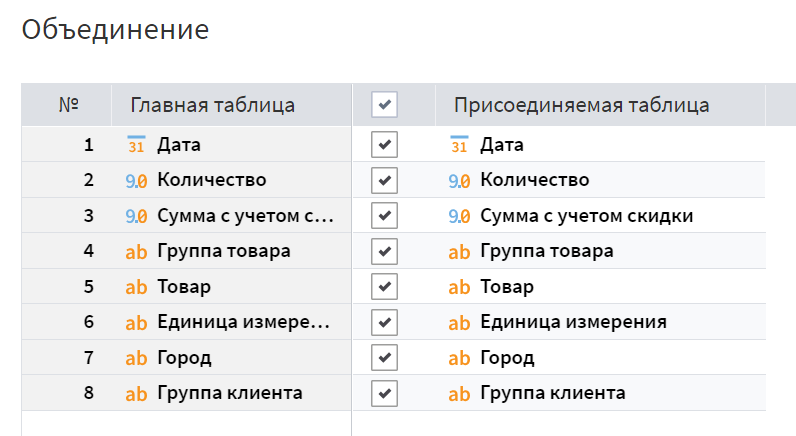 Объединение
№ Главная таблица Присоединяемая таблица
1 31 Дата 31 Дата
2 9.0 Количество 9.0 Количество
3 9.0 Сумма с учетом с... 9.0 Сумма с учетом скидки
4 ab Группа товара ab Группа товара
5 ab Товар ab Товар
6 ab Единица измере... ab Единица измерения
7 ab Город ab Город
8 ab Группа клиента ab Группа клиента